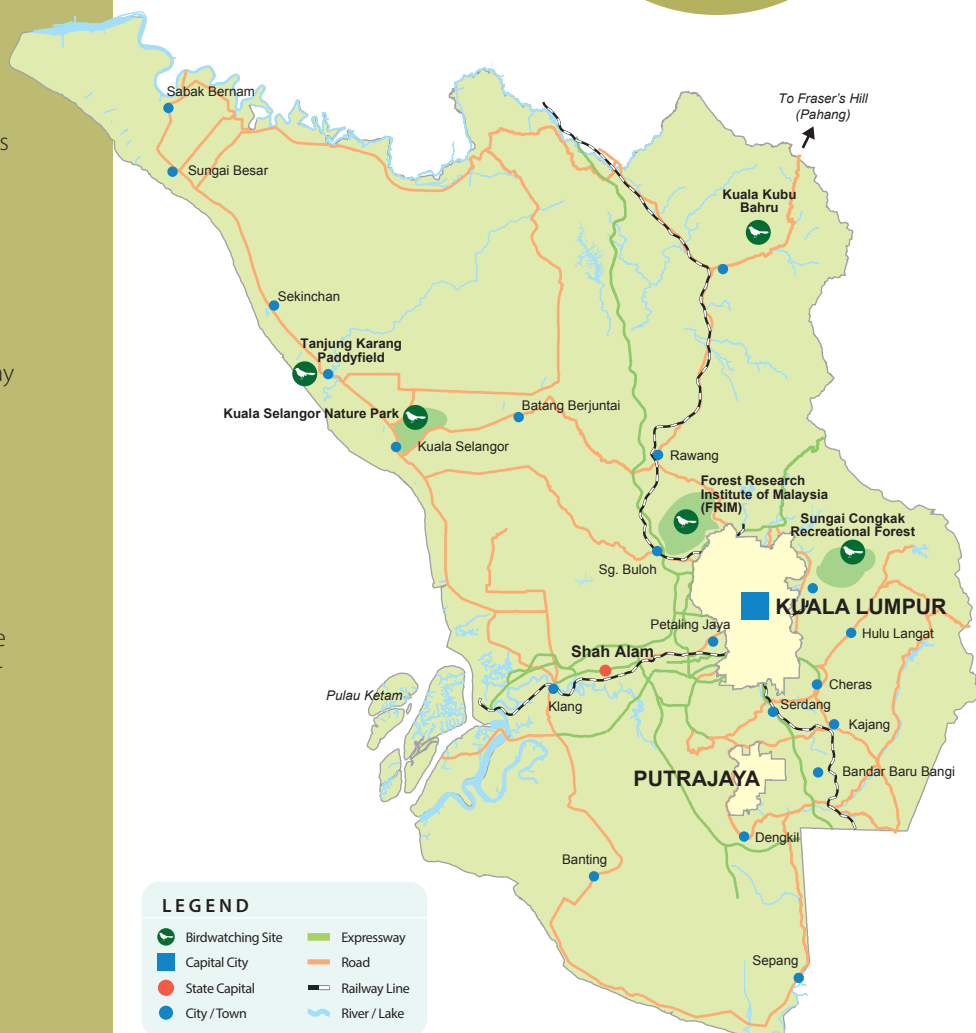 s
ay
e
r
To Fraser's Hill
(Pahang)
Sabak Bernam
Sungai Besar
Kuala Kubu
Bahru
Sekinchan
Tanjung Karang
Paddyfield
Kuala Selangor Nature Park
Batang Berjuntai
Kuala Selangor
Rawang
Forest Research
Institute of Malaysia
(FRIM)
Sungai Congkak
Recreational Forest
Sg. Buloh
KUALA LUMPUR
Petaling Jaya
Hulu Langat
Shah Alam
Pulau Ketam
Klang
Cheras
Serdang
Kajang
PUTRAJAYA
Bandar Baru Bangi
Dengkil
Banting
Sepang
LEGEND
Birdwatching Site
Capital City
State Capital
City / Town
Expressway
Road
Railway Line
River / Lake